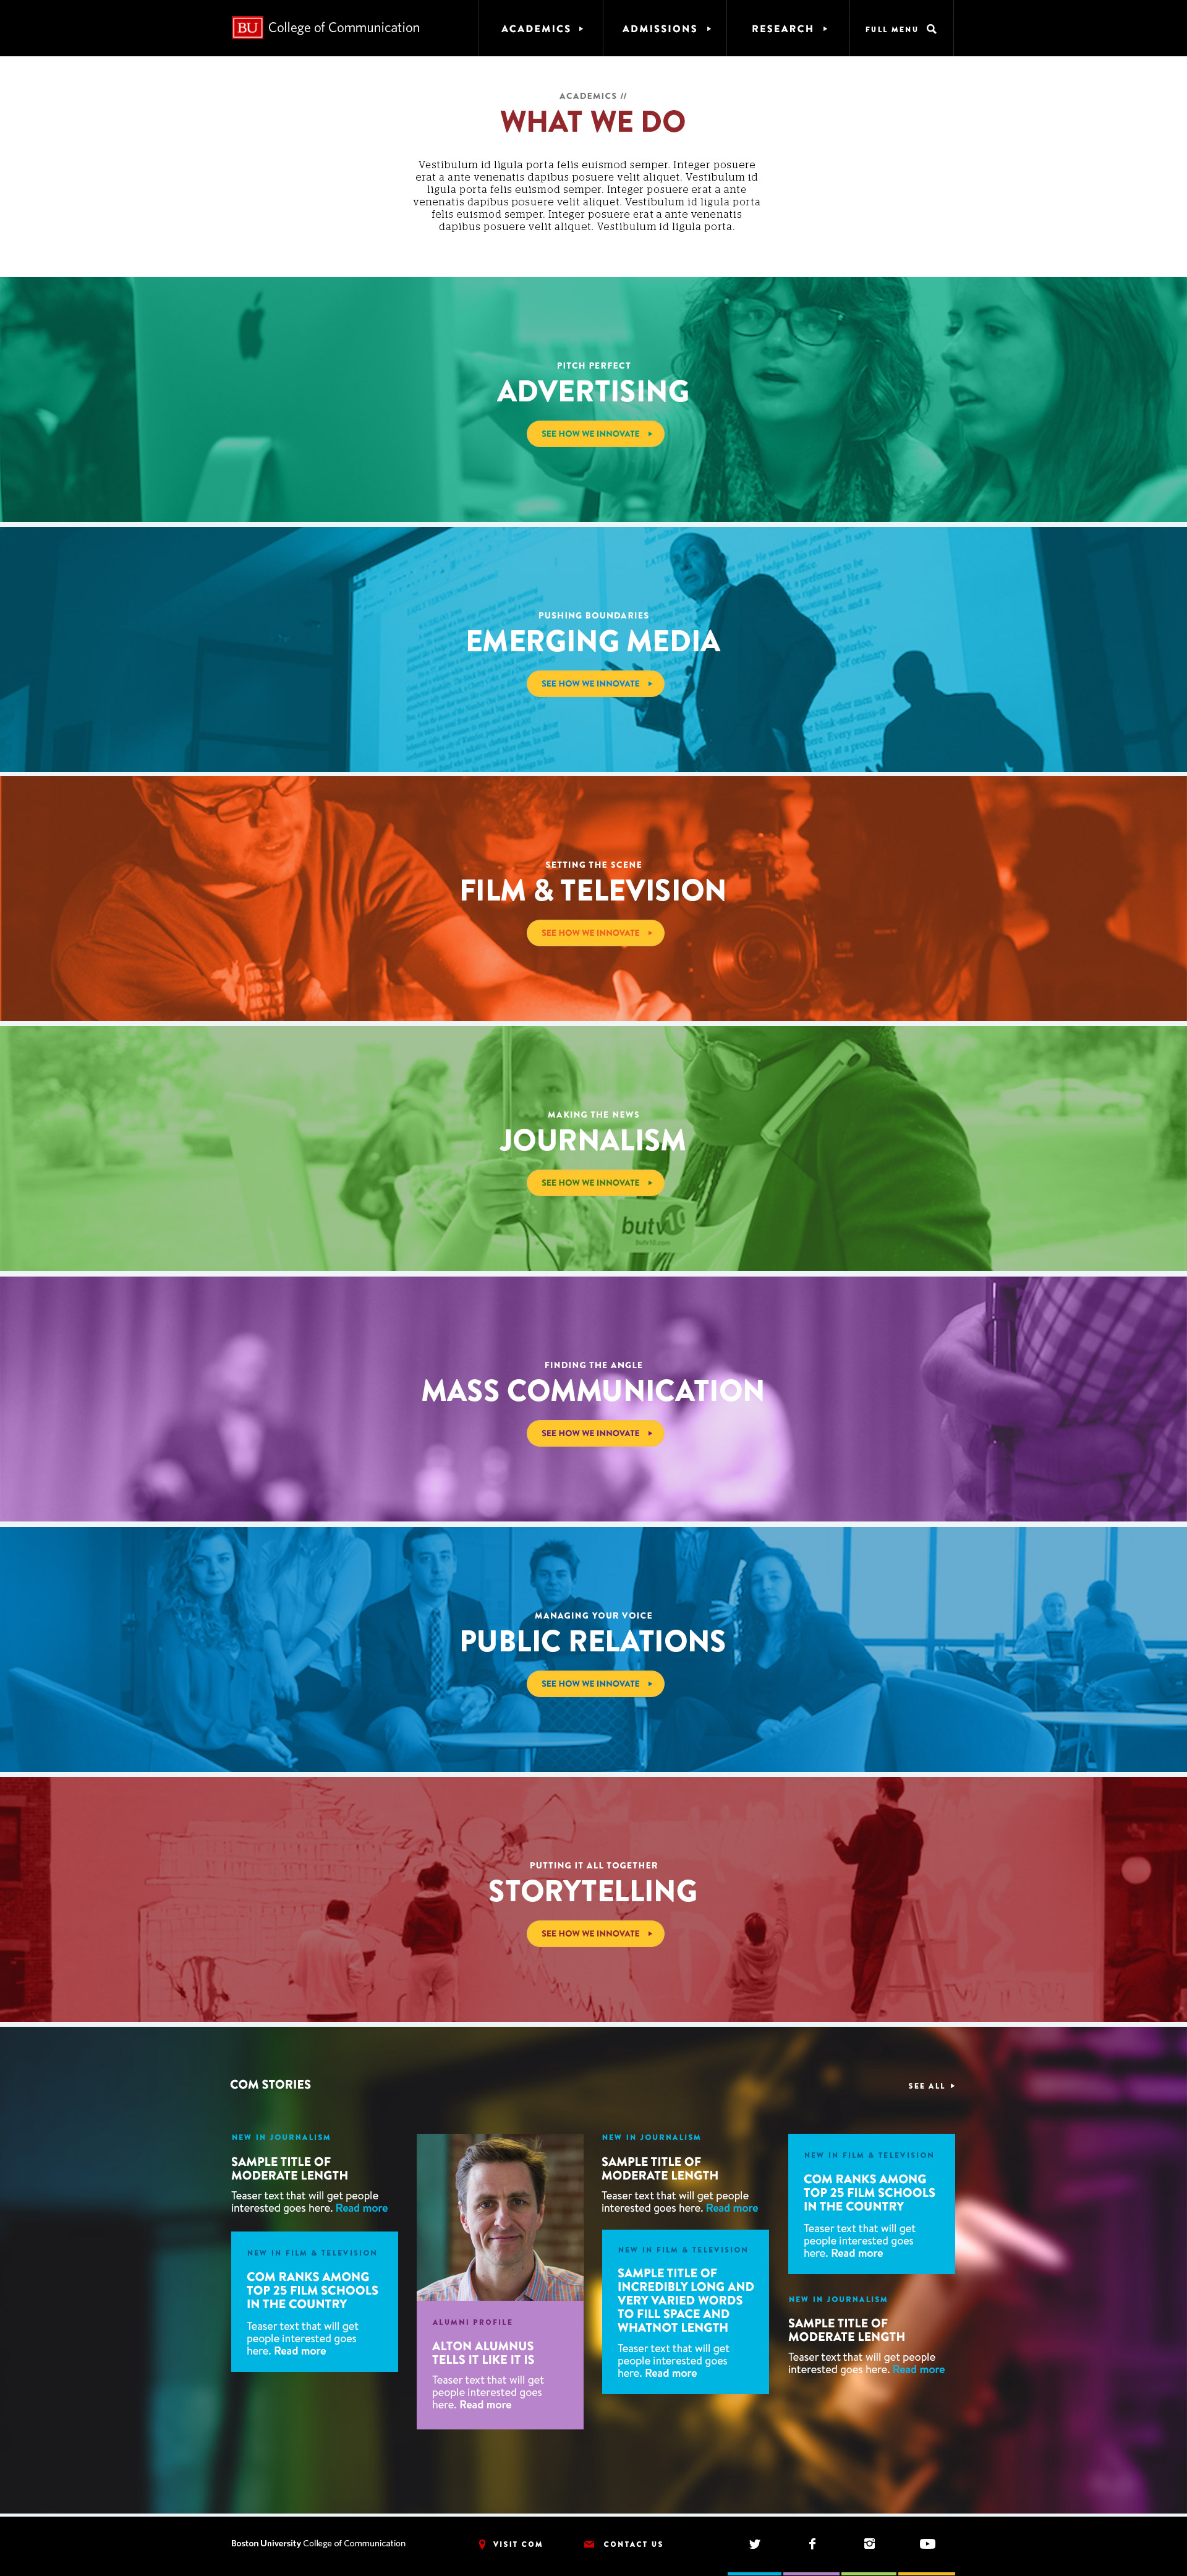 BU College of Communication
ACADEMICS
ADMISSIONS
RESEARCH
FULL MENU
ACADEMICS //
WHAT WE DO
Vestibulum id ligula porta felis euismod semper. Integer posuere
erat a ante venenatis dapibus posuere velit aliquet. Vestibulum id
ligula porta felis euismod semper. Integer posuere erat a ante
venenatis dapibus posuere velit aliquet. Vestibulum id ligula porta
felis euismod semper. Integer posuere erat a ante venenatis
dapibus posuere velit aliquet. Vestibulum id ligula porta.
PITCH PERFECT
ADVERTISING
SEE HOW WE INNOVATE
PUSHING BOUNDARIES
EMERGING MEDIA
SEE HOW WE INNOVATE
SETTING THE SCENE
FILM & TELEVISION
SEE HOW WE INNOVATE
MAKING THE NEWS
JOURNALISM
SEE HOW WE INNOVATE
butv10
butv10.com
FINDING THE ANGLE
MASS COMMUNICATION
SEE HOW WE INNOVATE
MANAGING YOUR VOICE
PUBLIC RELATIONS
SEE HOW WE INNOVATE
PUTTING IT ALL TOGETHER
STORYTELLING
SEE HOW WE INNOVATE
COM STORIES
SEE ALL
NEW IN JOURNALISM
SAMPLE TITLE OF
MODERATE LENGTH
Teaser text that will get people
interested goes here. Read more
NEW IN FILM & TELEVISION
COM RANKS AMONG
TOP 25 FILM SCHOOLS
IN THE COUNTRY
Teaser text that will get
people interested goes
here. Read more
ALUMNI PROFILE
ALTON ALUMNUS
TELLS IT LIKE IT IS
Teaser text that will get
people interested goes
here. Read more
NEW IN JOURNALISM
SAMPLE TITLE OF
MODERATE LENGTH
Teaser text that will get people
interested goes here. Read more
NEW IN FILM & TELEVISION
SAMPLE TITLE OF
INCREDIBLY LONG AND
VERY VARIED WORDS
TO FILL SPACE AND
WHATNOT LENGTH
Teaser text that will get
people interested goes
here. Read more
NEW IN FILM & TELEVISION
COM RANKS AMONG
TOP 25 FILM SCHOOLS
IN THE COUNTRY
Teaser text that will get
people interested goes
here. Read more
NEW IN JOURNALISM
SAMPLE TITLE OF
MODERATE LENGTH
Teaser text that will get people
interested goes here. Read more
Boston University College of Communication
VISIT COM
CONTACT US